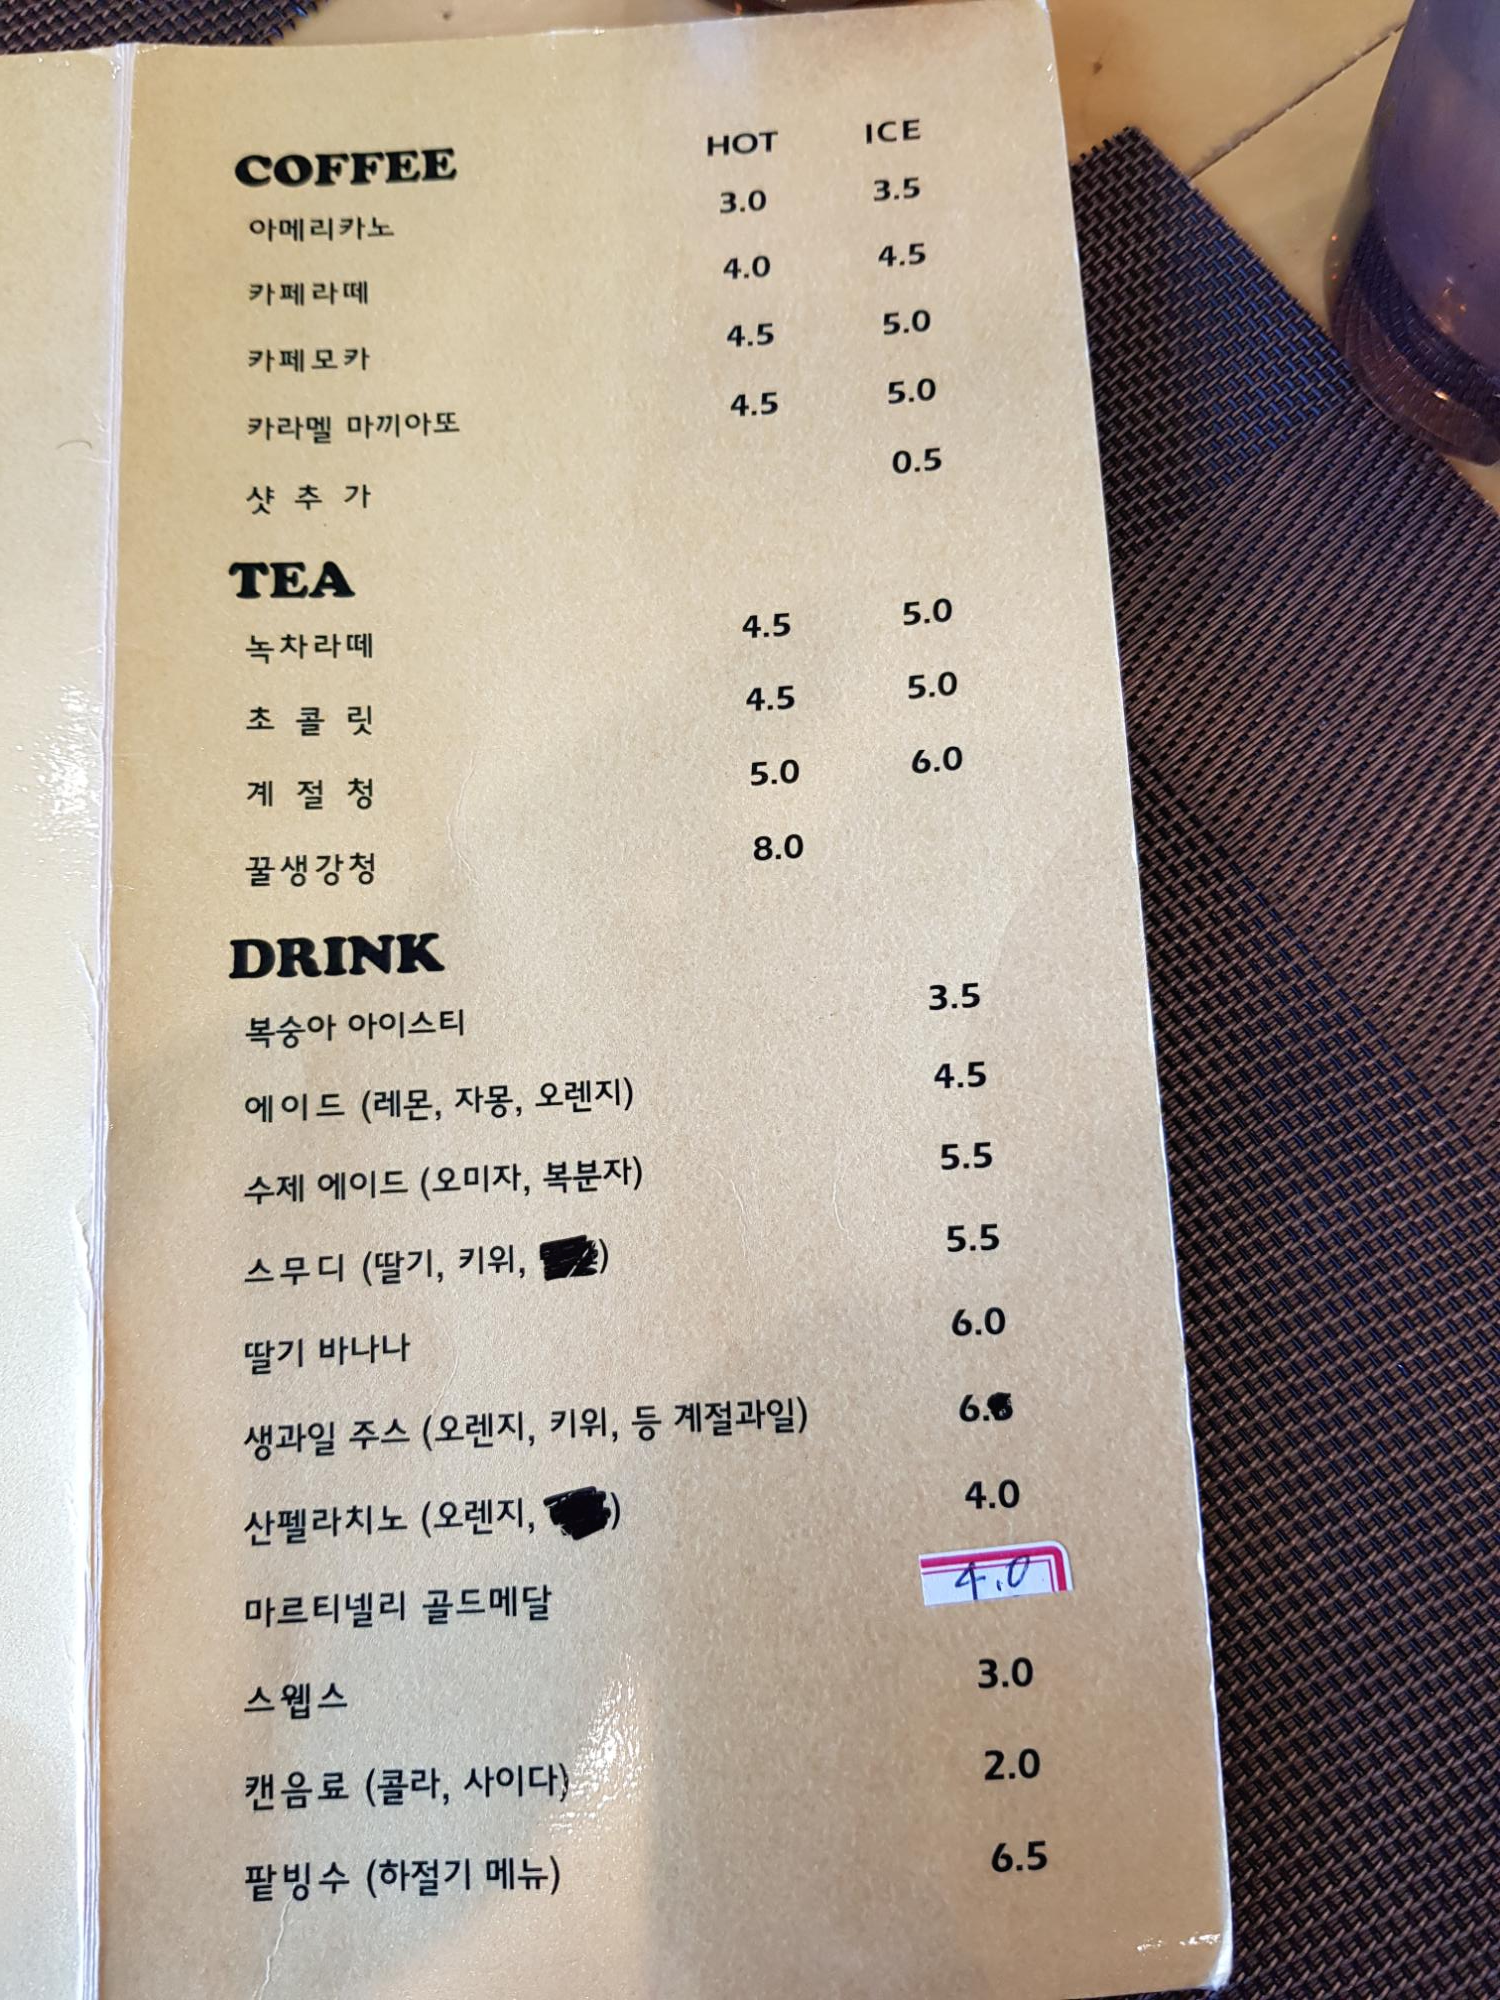 HOT ICE
COFFEE
아메리카노 3.0 3.5
카페라떼 4.0 4.5
카페모카 4.5 5.0
카라멜 마끼아또 4.5 5.0
샷 추 가 0.5
TEA
녹차라떼 4.5 5.0
초 콜 릿 4.5 5.0
계 절 청 5.0 6.0
꿀생강청 8.0
DRINK
복숭아 아이스티 3.5
에이드 (레몬, 자몽, 오렌지) 4.5
수제 에이드 (오미자, 복분자) 5.5
스무디 (딸기, 키위, ) 5.5
딸기 바나나 6.0
생과일 주스 (오렌지, 키위, 등 계절과일)
산펠라치노 (오렌지, ) 4.0
마르티넬리 골드메달 4.0
스웹스 3.0
캔음료 (콜라, 사이다) 2.0
팥빙수 (하절기 메뉴) 6.5